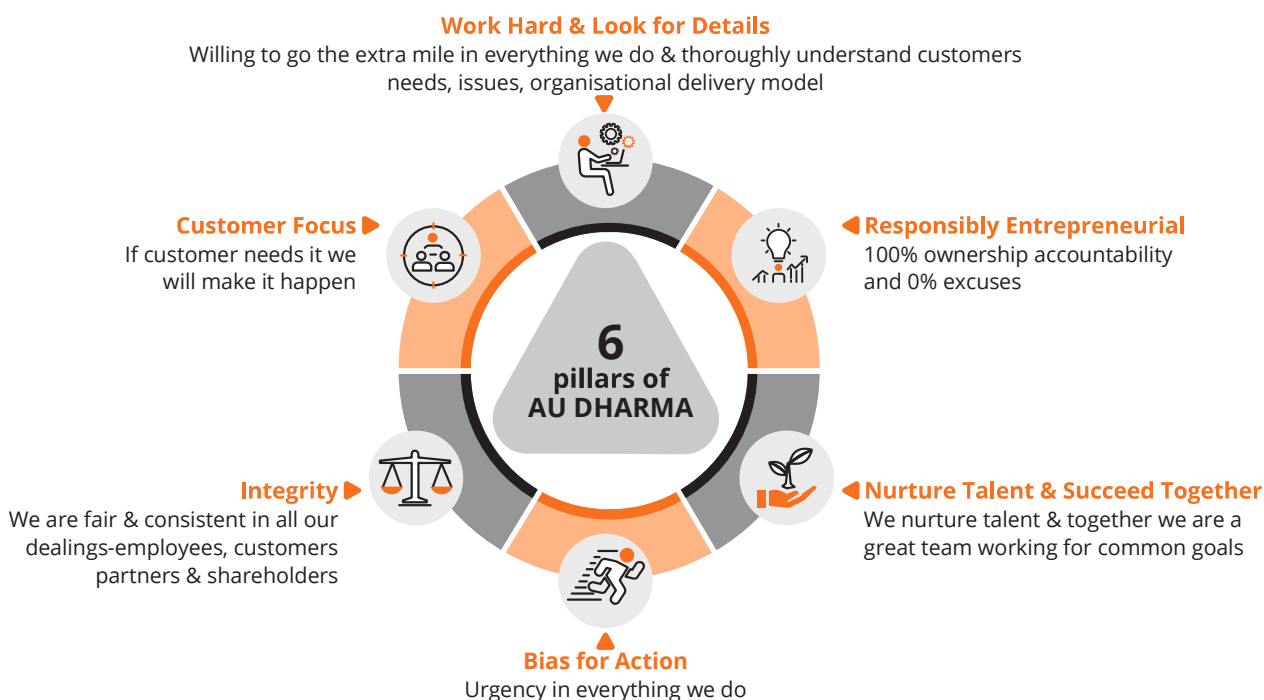 Work Hard & Look for Details
Willing to go the extra mile in everything we do & thoroughly understand customers
needs, issues, organisational delivery model
Customer Focus
If customer needs it we
will make it happen
Responsibly Entrepreneurial
100% ownership accountability
and 0% excuses
6
pillars of
AU DHARMA
Integrity
We are fair & consistent in all our
dealings-employees, customers
partners & shareholders
Nurture Talent & Succeed Together
We nurture talent & together we are a
great team working for common goals
Bias for Action
Urgency in everything we do